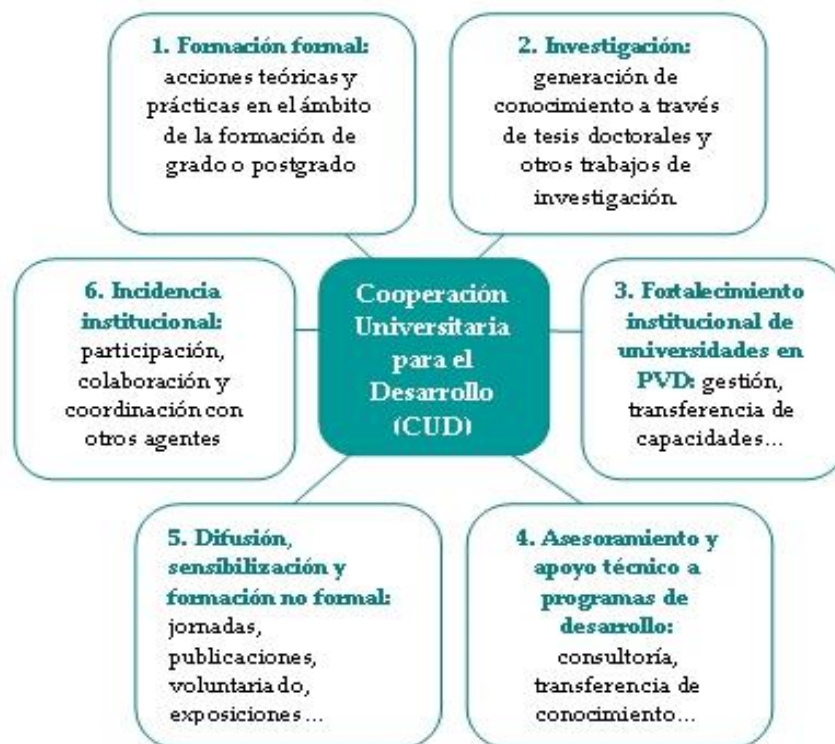 1. Formación formal:
acciones teóricas y
prácticas en el ámbito
de la formación de
grado o postgrado
2. Investigación:
generación de
conocimiento a través
de tesis doctorales y
otros trabajos de
investigación
Cooperación
Universitaria
para el
Desarrollo
(CUD)
3. Fortalecimiento
institucional de
universidades en
PVD: gestión,
transferencia de
capacidades...
4. Asesoramiento y
apoyo técnico a
programas de
desarrollo:
consultoría,
transferencia de
conocimiento...
5. Difusión,
sensibilización y
formación no formal:
jornadas,
publicaciones,
voluntariado,
exposiciones...
6. Incidencia
institucional:
participación,
colaboración y
coordinación con
otros agentes